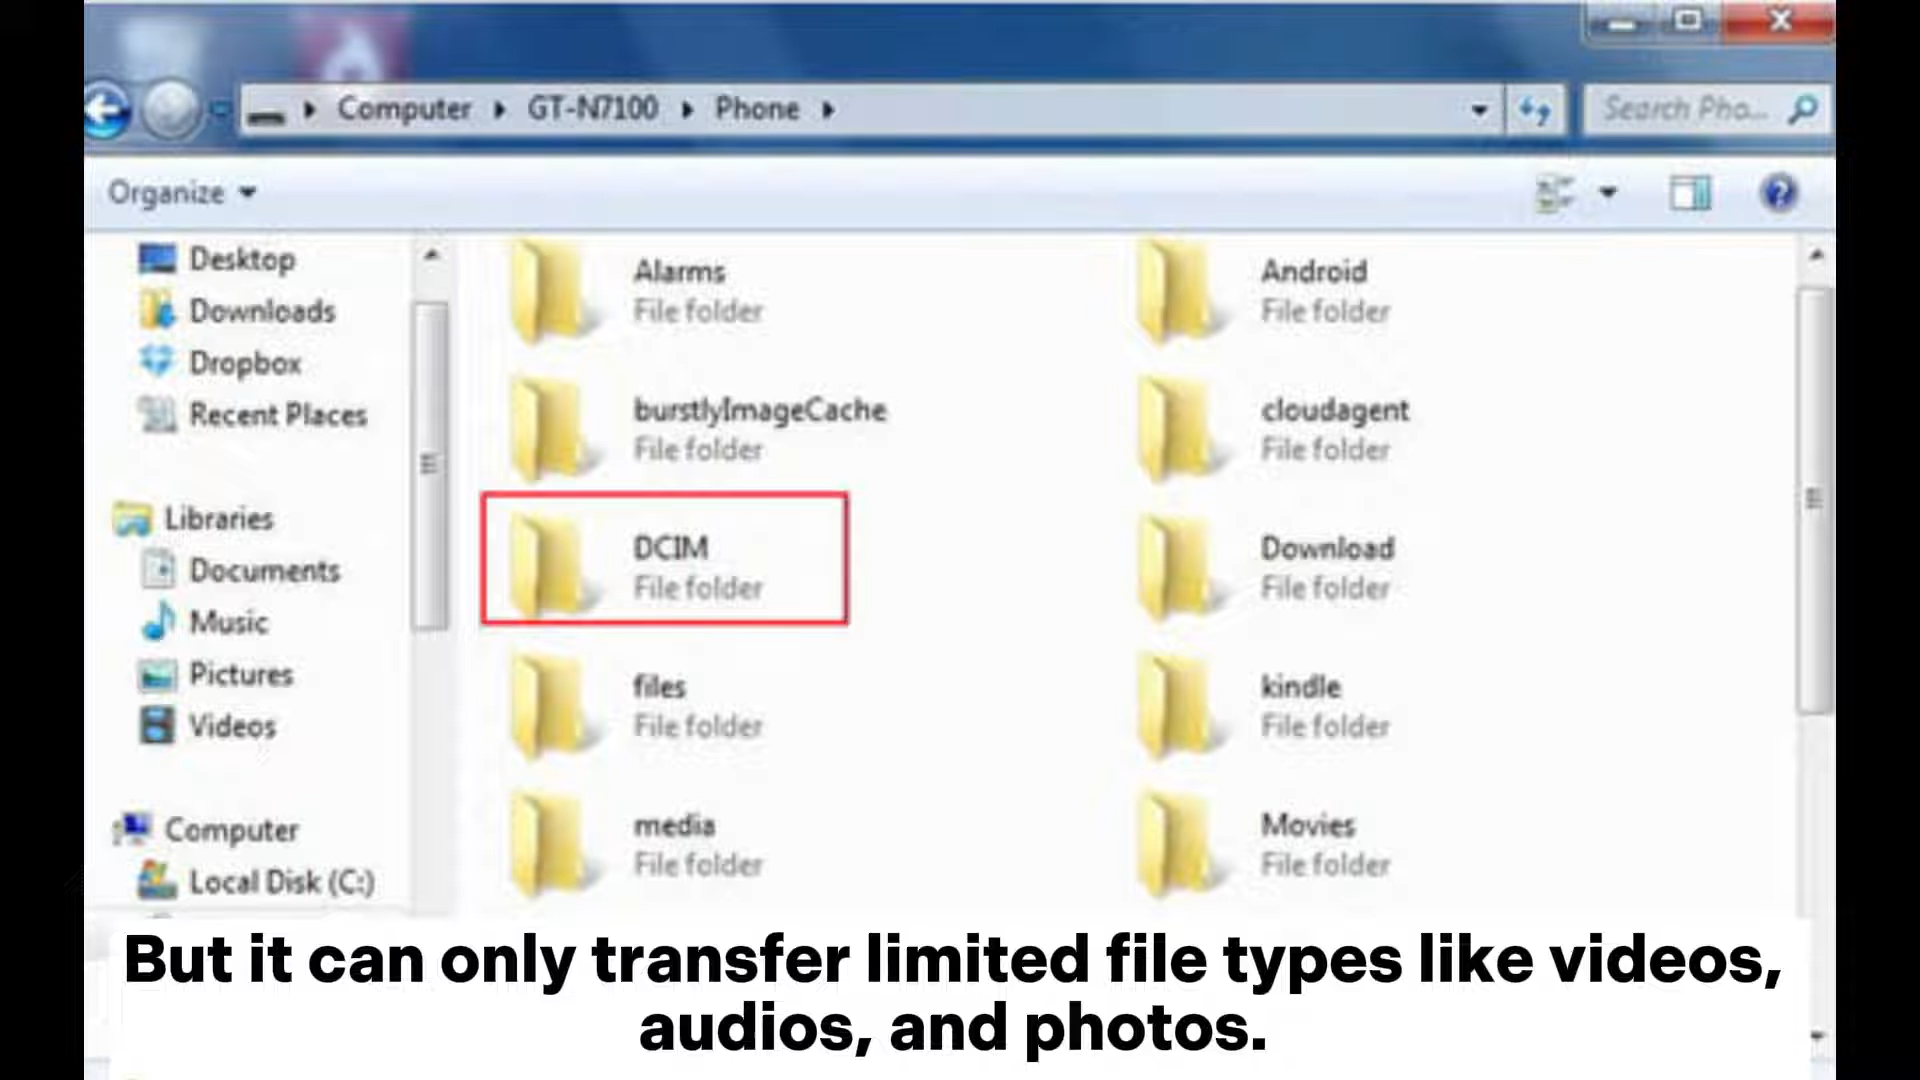 Computer GT-N7100 Phone
Search Pho...
Organize
Desktop
Downloads
Dropbox
Recent Places
Libraries
Documents
Music
Pictures
Videos
Computer
Local Disk (C:)
Alarms
File folder
Android
File folder
burstlyImageCache
File folder
cloudagent
File folder
DCIM
File folder
Download
File folder
files
File folder
kindle
File folder
media
File folder
Movies
File folder
But it can only transfer limited file types like videos,
audios, and photos.